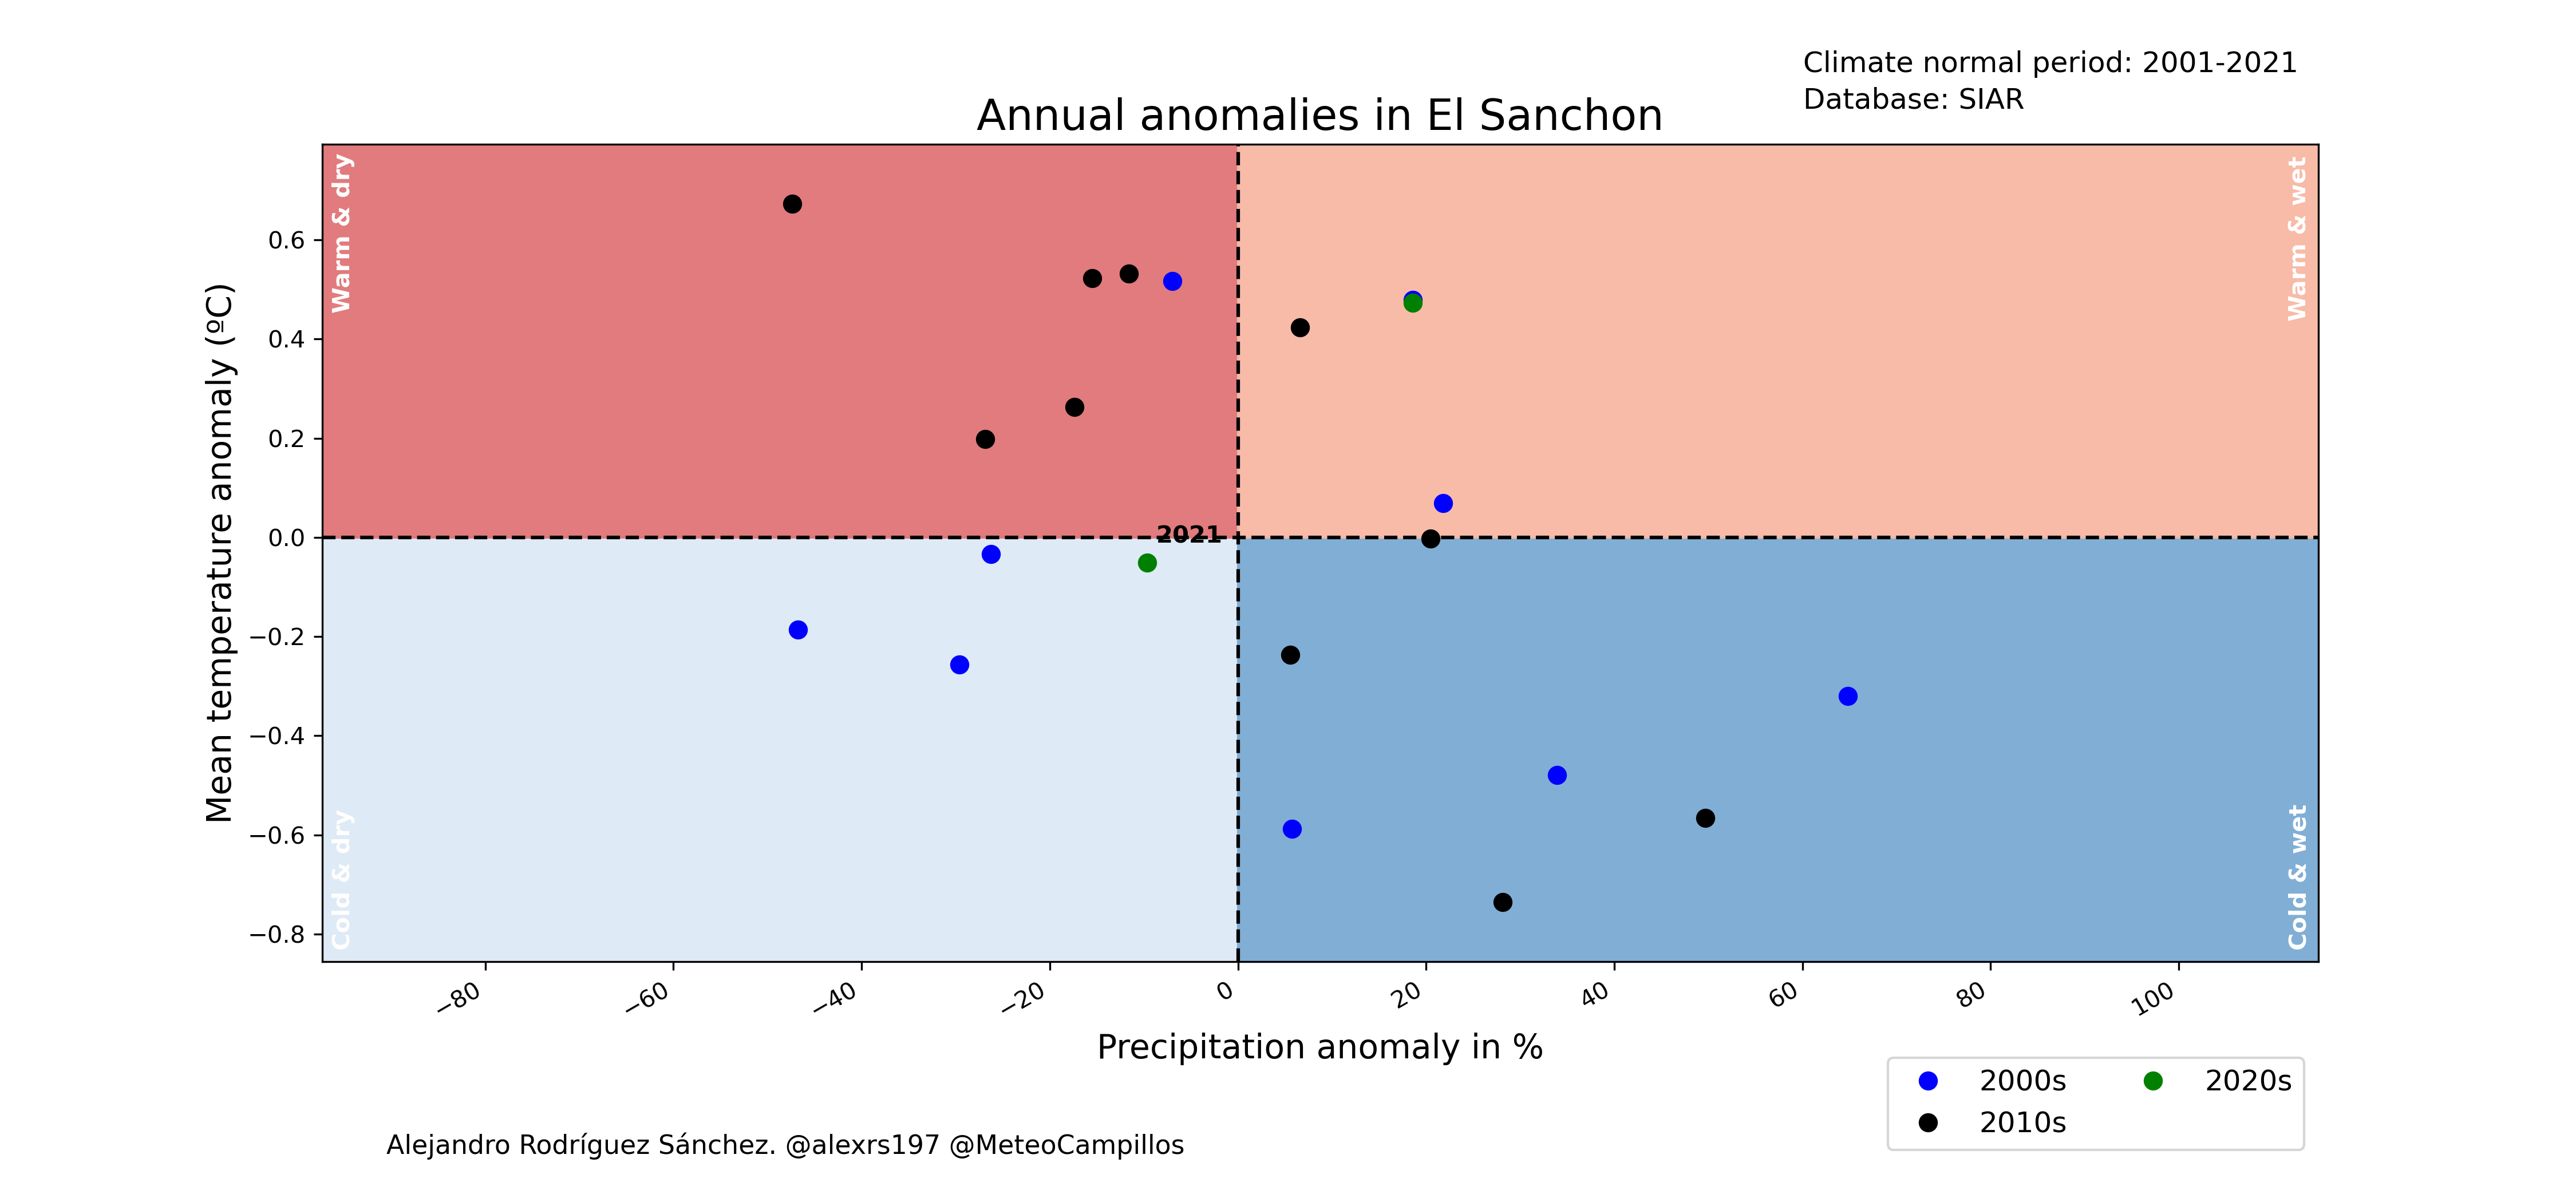 Climate normal period: 2001-2021
Database: SIAR
Annual anomalies in El Sanchon
Warm & dry
Warm & wet
0.6
0.4
0.2
0.0
−0.2
−0.4
−0.6
−0.8
Mean temperature anomaly (ºC)
2021
Cold & dry
Cold & wet
−80
−60
−40
−20
0
20
40
60
80
100
Precipitation anomaly in %
2000s
2020s
2010s
Alejandro Rodríguez Sánchez. @alexrs197 @MeteoCampillos